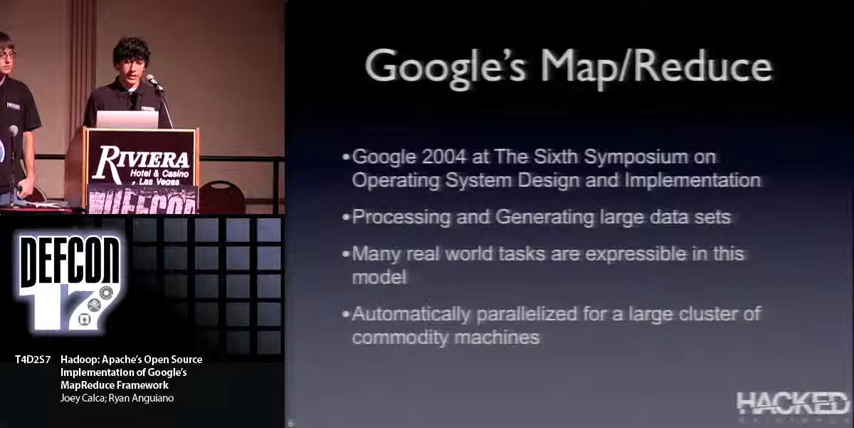 Google's Map/Reduce
•Google 2004 at The Sixth Symposium on
Operating System Design and Implementation
•Processing and Generating large data sets
•Many real world tasks are expressible in this
model
•Automatically parallelized for a large cluster of
commodity machines
HACKED
6
RIVIERA
Hotel & Casino
Las Vegas
DEFCON
DEFCON
17
T4D2S7 Hadoop: Apache's Open Source
Implementation of Google's
MapReduce Framework
Joey Calca; Ryan Anguiano